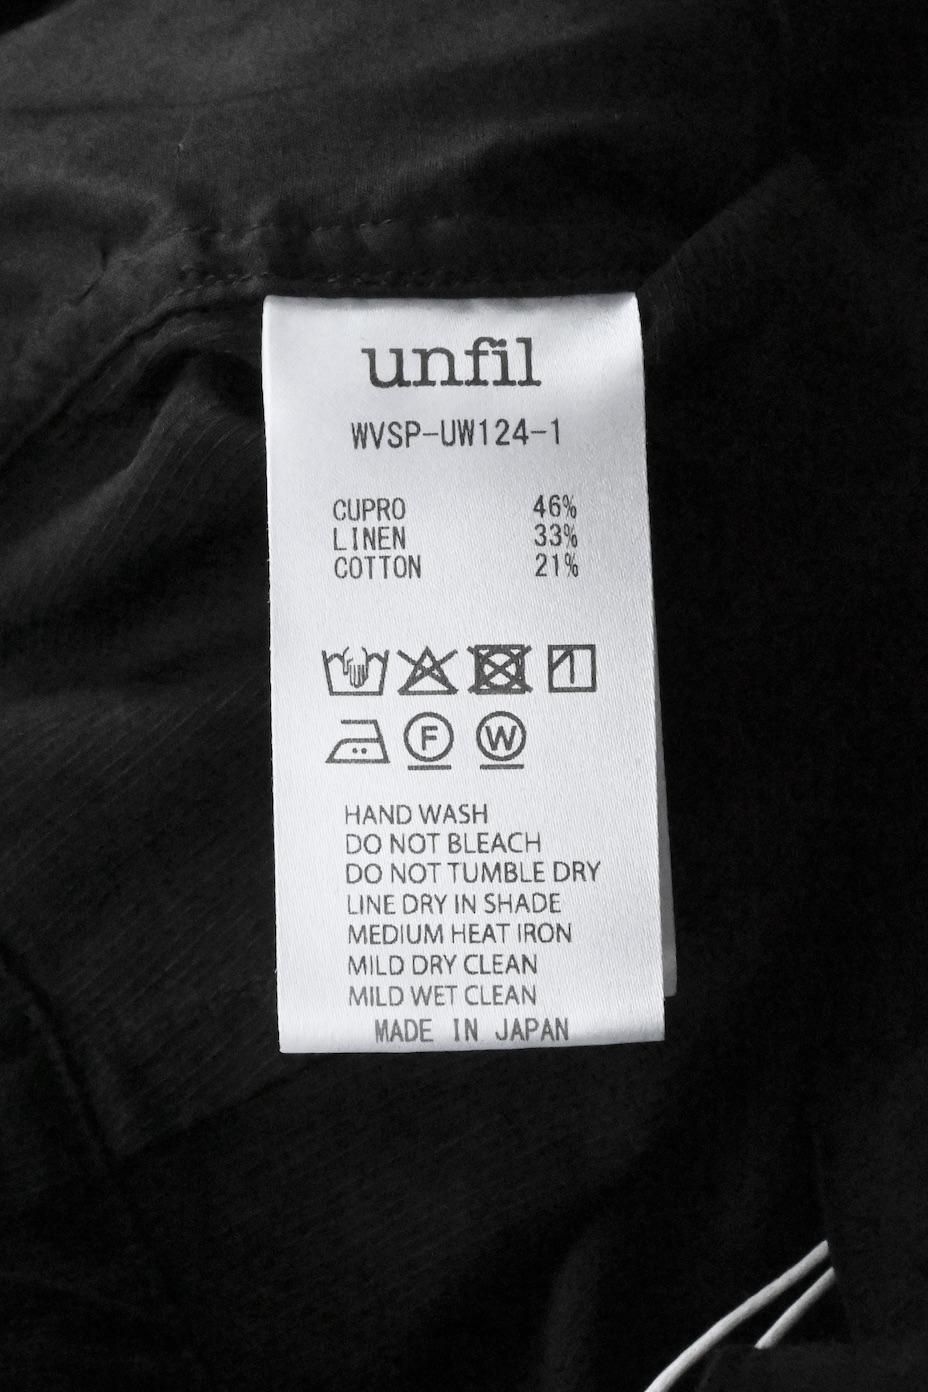 unfil
WVSP-UW124-1
CUPRO 46%
LINEN 33%
COTTON 21%
F W
HAND WASH
DO NOT BLEACH
DO NOT TUMBLE DRY
LINE DRY IN SHADE
MEDIUM HEAT IRON
MILD DRY CLEAN
MILD WET CLEAN
MADE IN JAPAN